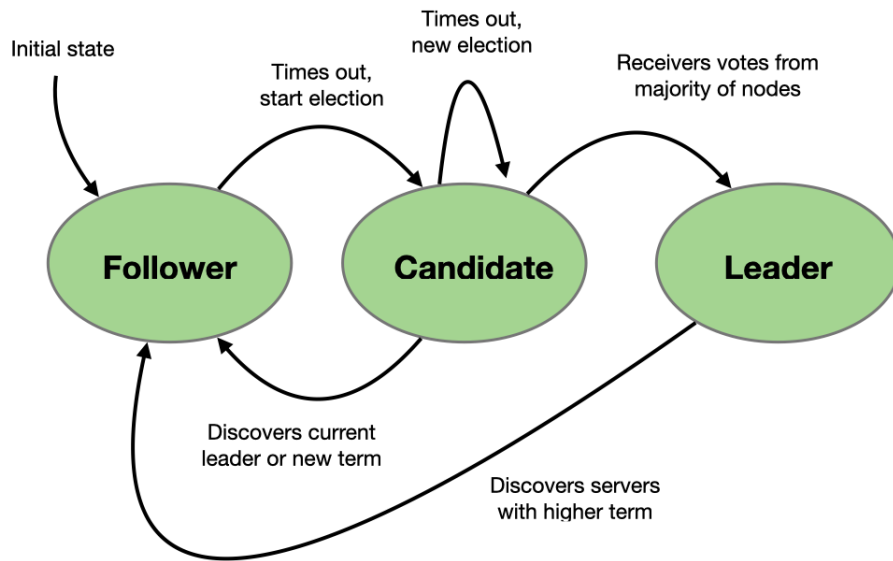 Initial state
Times out,
start election
Times out,
new election
Receivers votes from
majority of nodes
Follower
Candidate
Leader
Discovers current
leader or new term
Discovers servers
with higher term